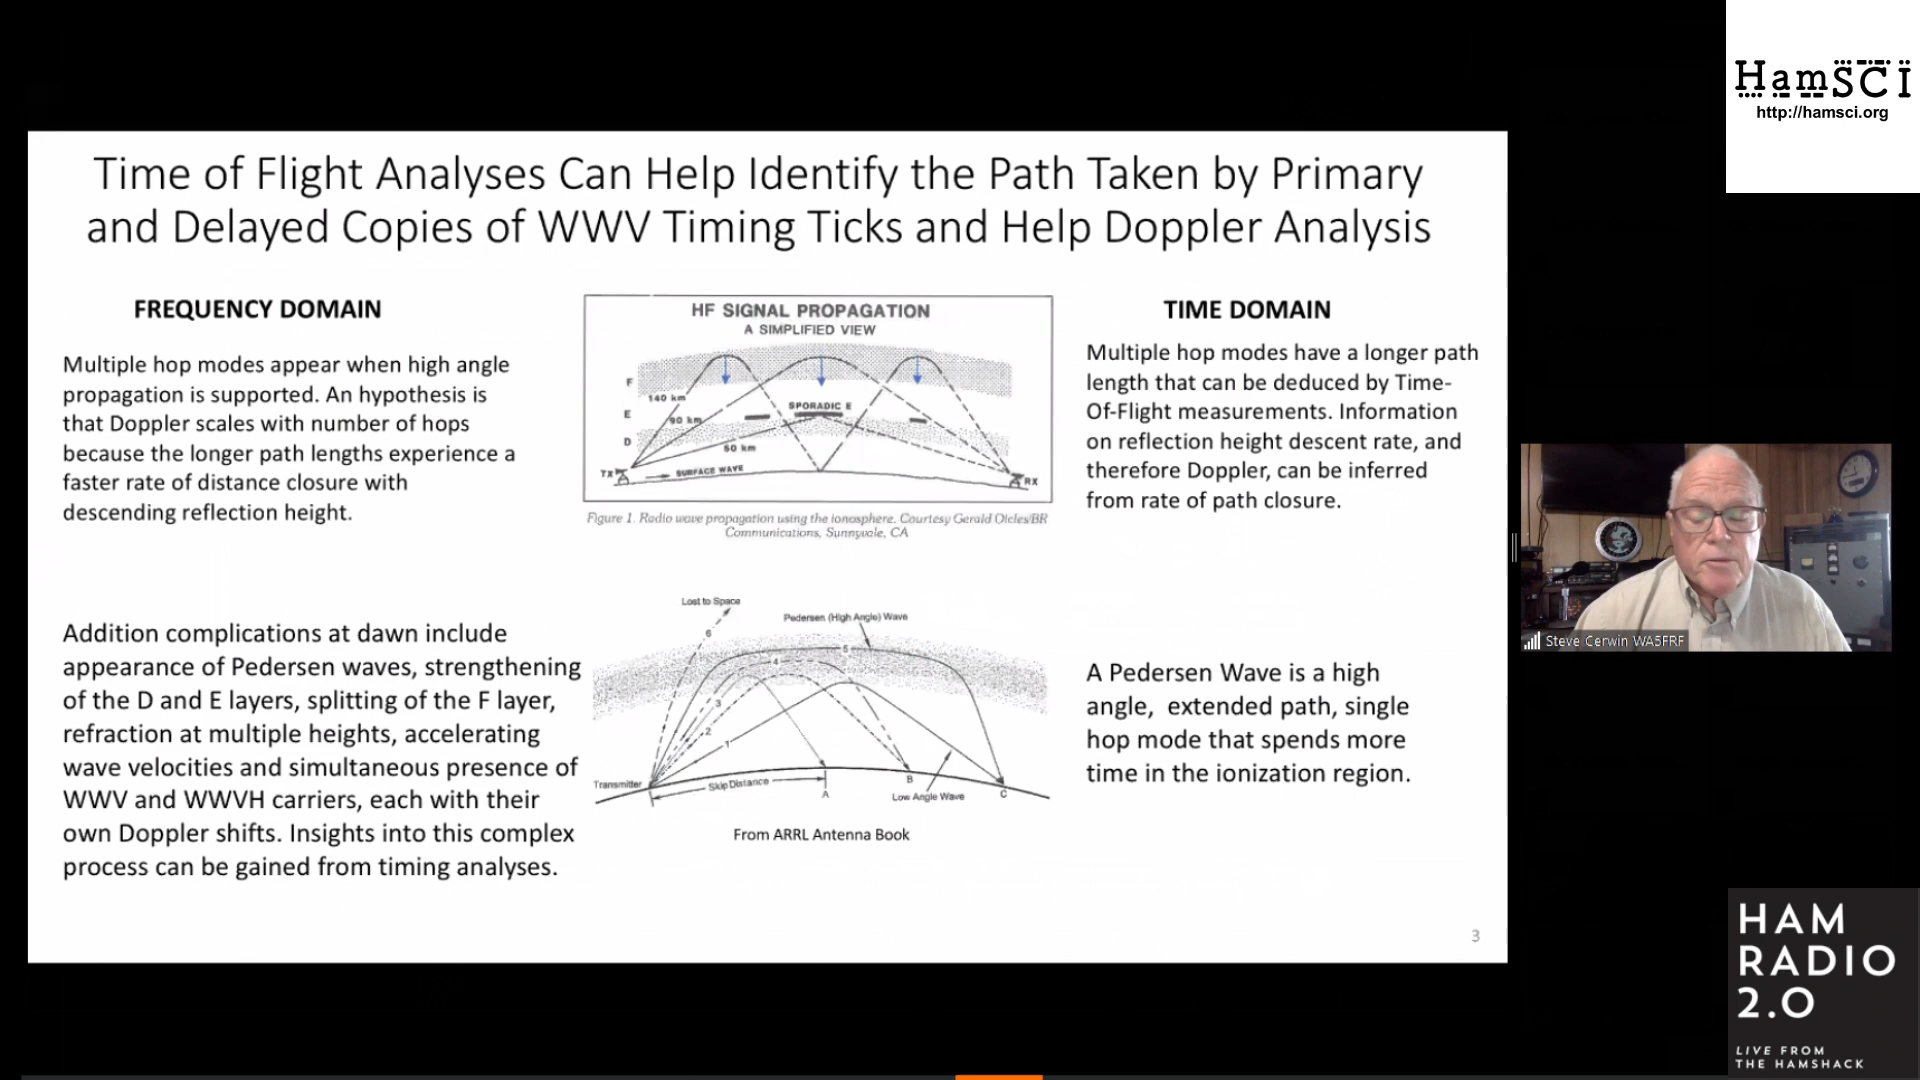 HamSCI
http://hamsci.org
Time of Flight Analyses Can Help Identify the Path Taken by Primary
and Delayed Copies of WWV Timing Ticks and Help Doppler Analysis
FREQUENCY DOMAIN
Multiple hop modes appear when high angle
propagation is supported. An hypothesis is
that Doppler scales with number of hops
because the longer path lengths experience a
faster rate of distance closure with
descending reflection height.
Addition complications at dawn include
appearance of Pedersen waves, strengthening
of the D and E layers, splitting of the F layer,
refraction at multiple heights, accelerating
wave velocities and simultaneous presence of
WWV and WWVH carriers, each with their
own Doppler shifts. Insights into this complex
process can be gained from timing analyses.
HF SIGNAL PROPAGATION
A SIMPLIFIED VIEW
F
140 km
E
90 km
SPORADIC E
D
60 km
TX
SURFACE WAVE
RX
Figure 1. Radio wave propagation using the ionosphere. Courtesy Gerald Oicles/BR
Communications, Sunnyvale, CA
Lost to Space
Pedersen (High Angle) Wave
6
5
4
3
2
1
Transmitter
Skip Distance
A
B
C
Low Angle Wave
From ARRL Antenna Book
TIME DOMAIN
Multiple hop modes have a longer path
length that can be deduced by Time-
Of-Flight measurements. Information
on reflection height descent rate, and
therefore Doppler, can be inferred
from rate of path closure.
A Pedersen Wave is a high
angle, extended path, single
hop mode that spends more
time in the ionization region.
3
Steve Cerwin WA5FRF
HAM
RADIO
2.0
LIVE FROM
THE HAMSHACK